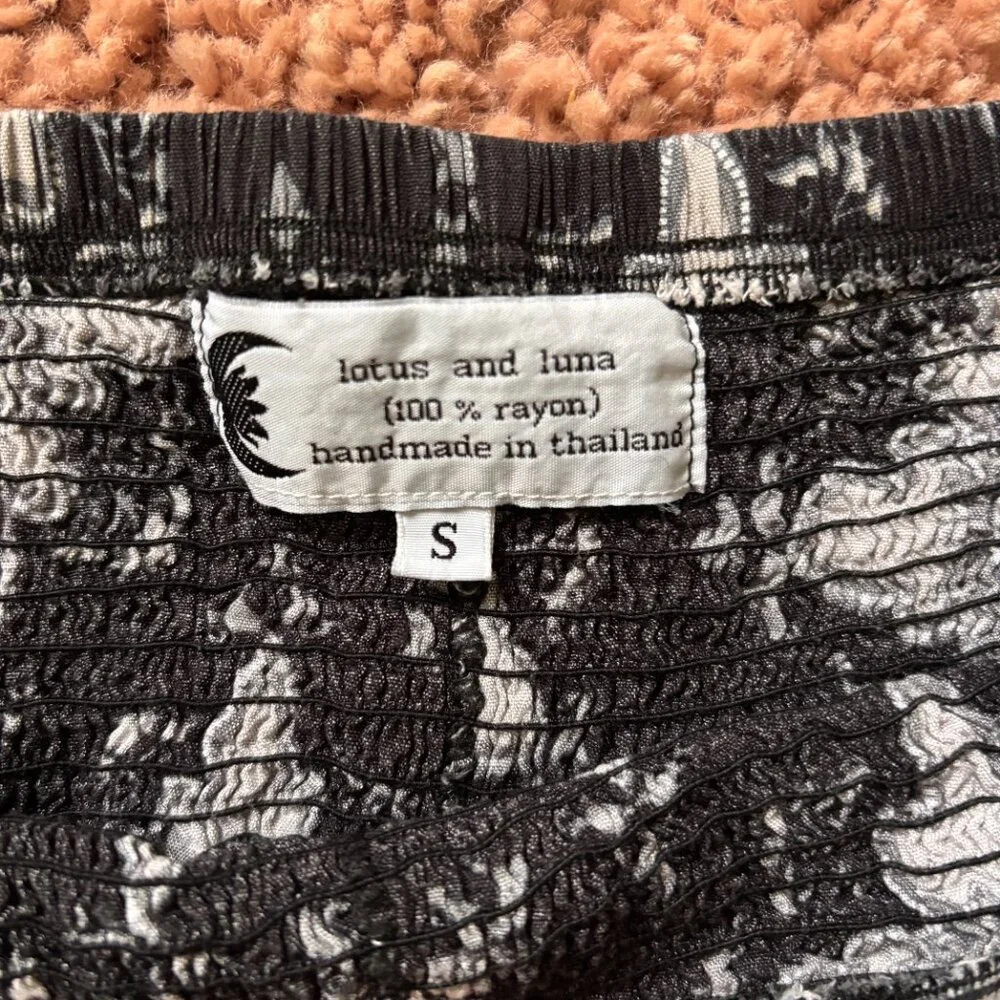 lotus and luna
(100 % rayon)
handmade in thailand
S